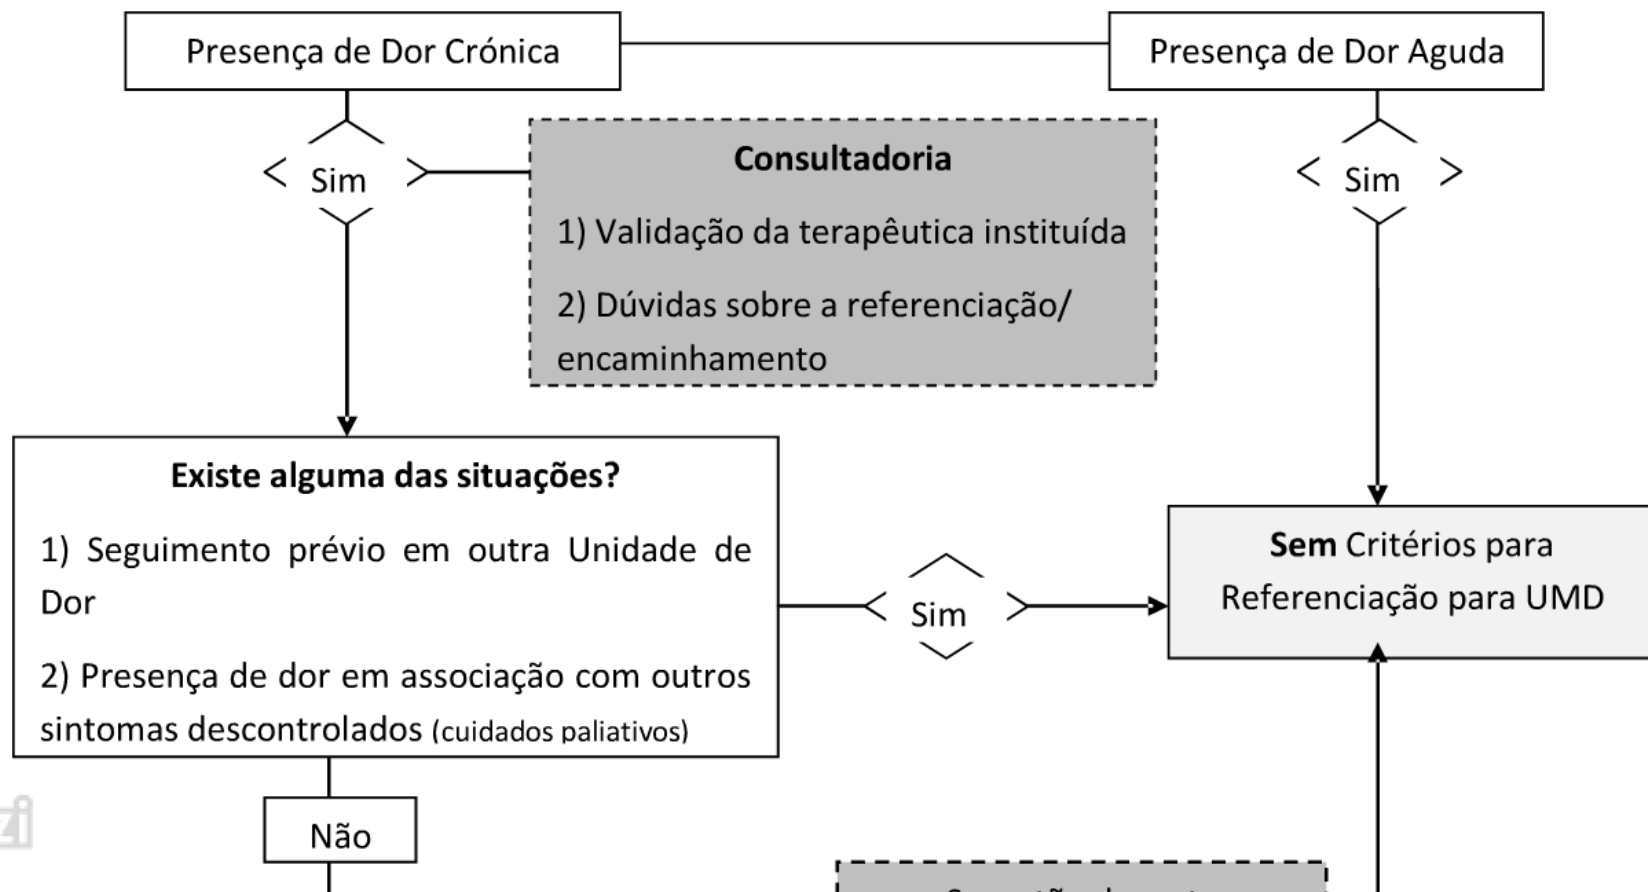 Presença de Dor Crónica
Presença de Dor Aguda
Sim
Consultadoria
1) Validação da terapêutica instituída
2) Dúvidas sobre a referenciação/
encaminhamento
Sim
Existe alguma das situações?
1) Seguimento prévio em outra Unidade de
Dor
2) Presença de dor em associação com outros
sintomas descontrolados (cuidados paliativos)
Sim
Sem Critérios para
Referenciação para UMD
Não
zi